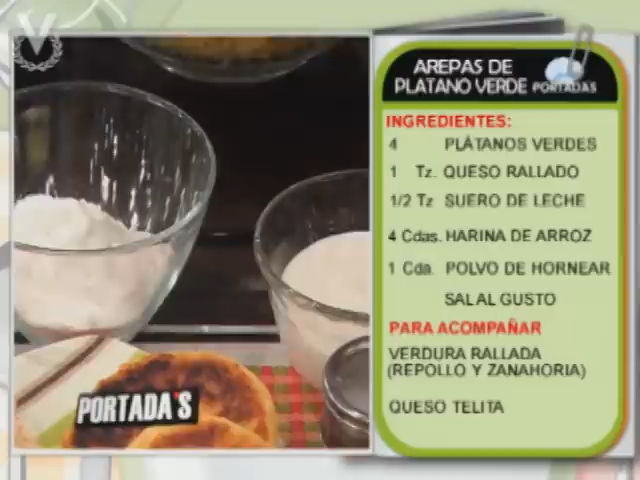 AREPAS DE
PLATANO VERDE PORTADA'S
INGREDIENTES:
4 PLÁTANOS VERDES
1 Tz. QUESO RALLADO
1/2 Tz SUERO DE LECHE
4 Cdas. HARINA DE ARROZ
1 Cda. POLVO DE HORNEAR
SAL AL GUSTO
PARA ACOMPAÑAR
VERDURA RALLADA
(REPOLLO Y ZANAHORIA)
QUESO TELITA
PORTADA'S